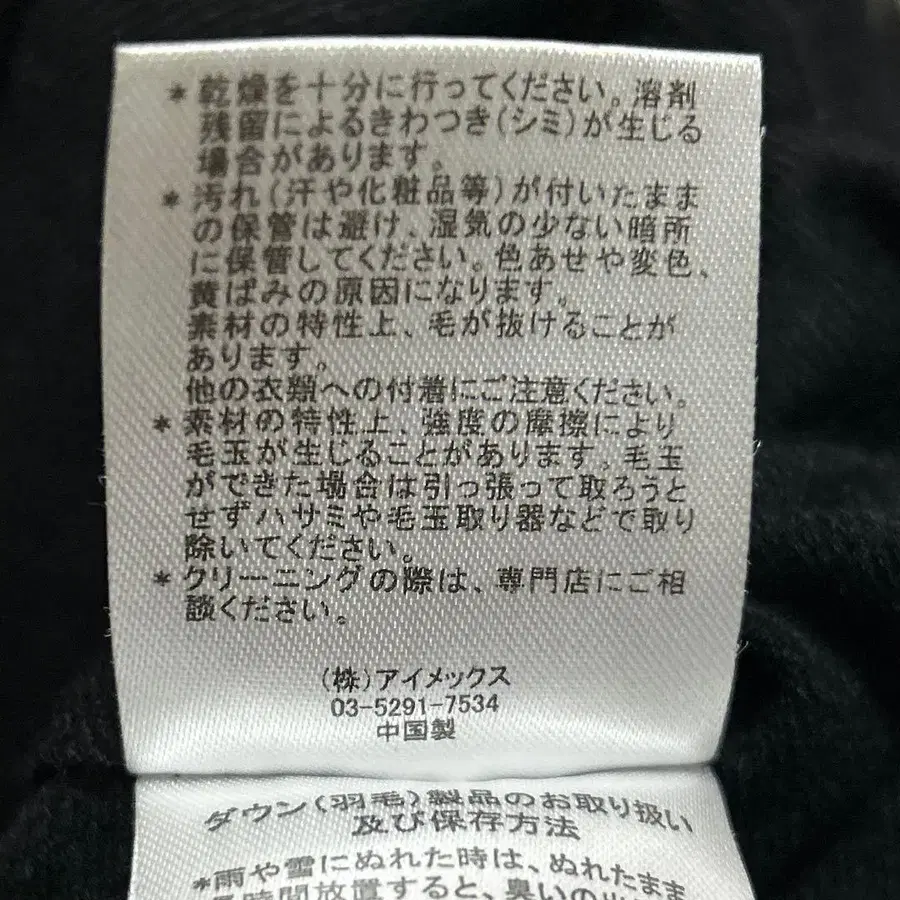 *乾燥を十分に行ってください。溶剤
残留によるきわつき(シミ)が生じる
場合があります。
*汚れ(汗や化粧品等)が付いたまま
の保管は避け、湿気の少ない暗所
に保管してください。色あせや変色、
黄ばみの原因になります。
素材の特性上、毛が抜けることが
あります。
他の衣類への付着にご注意ください。
*素材の特性上、強度の摩擦により
毛玉が生じることがあります。毛玉
ができた場合は引っ張って取ろうと
せずハサミや毛玉取り器などで取り
除いてください。
*クリーニングの際は、専門店にご相
談ください。
(株)アイメックス
03-5291-7534
中国製
ダウン(羽毛)製品のお取り扱い
及び保存方法
*雨や雪にぬれた時は、ぬれたまま
時間放置すると、臭いの